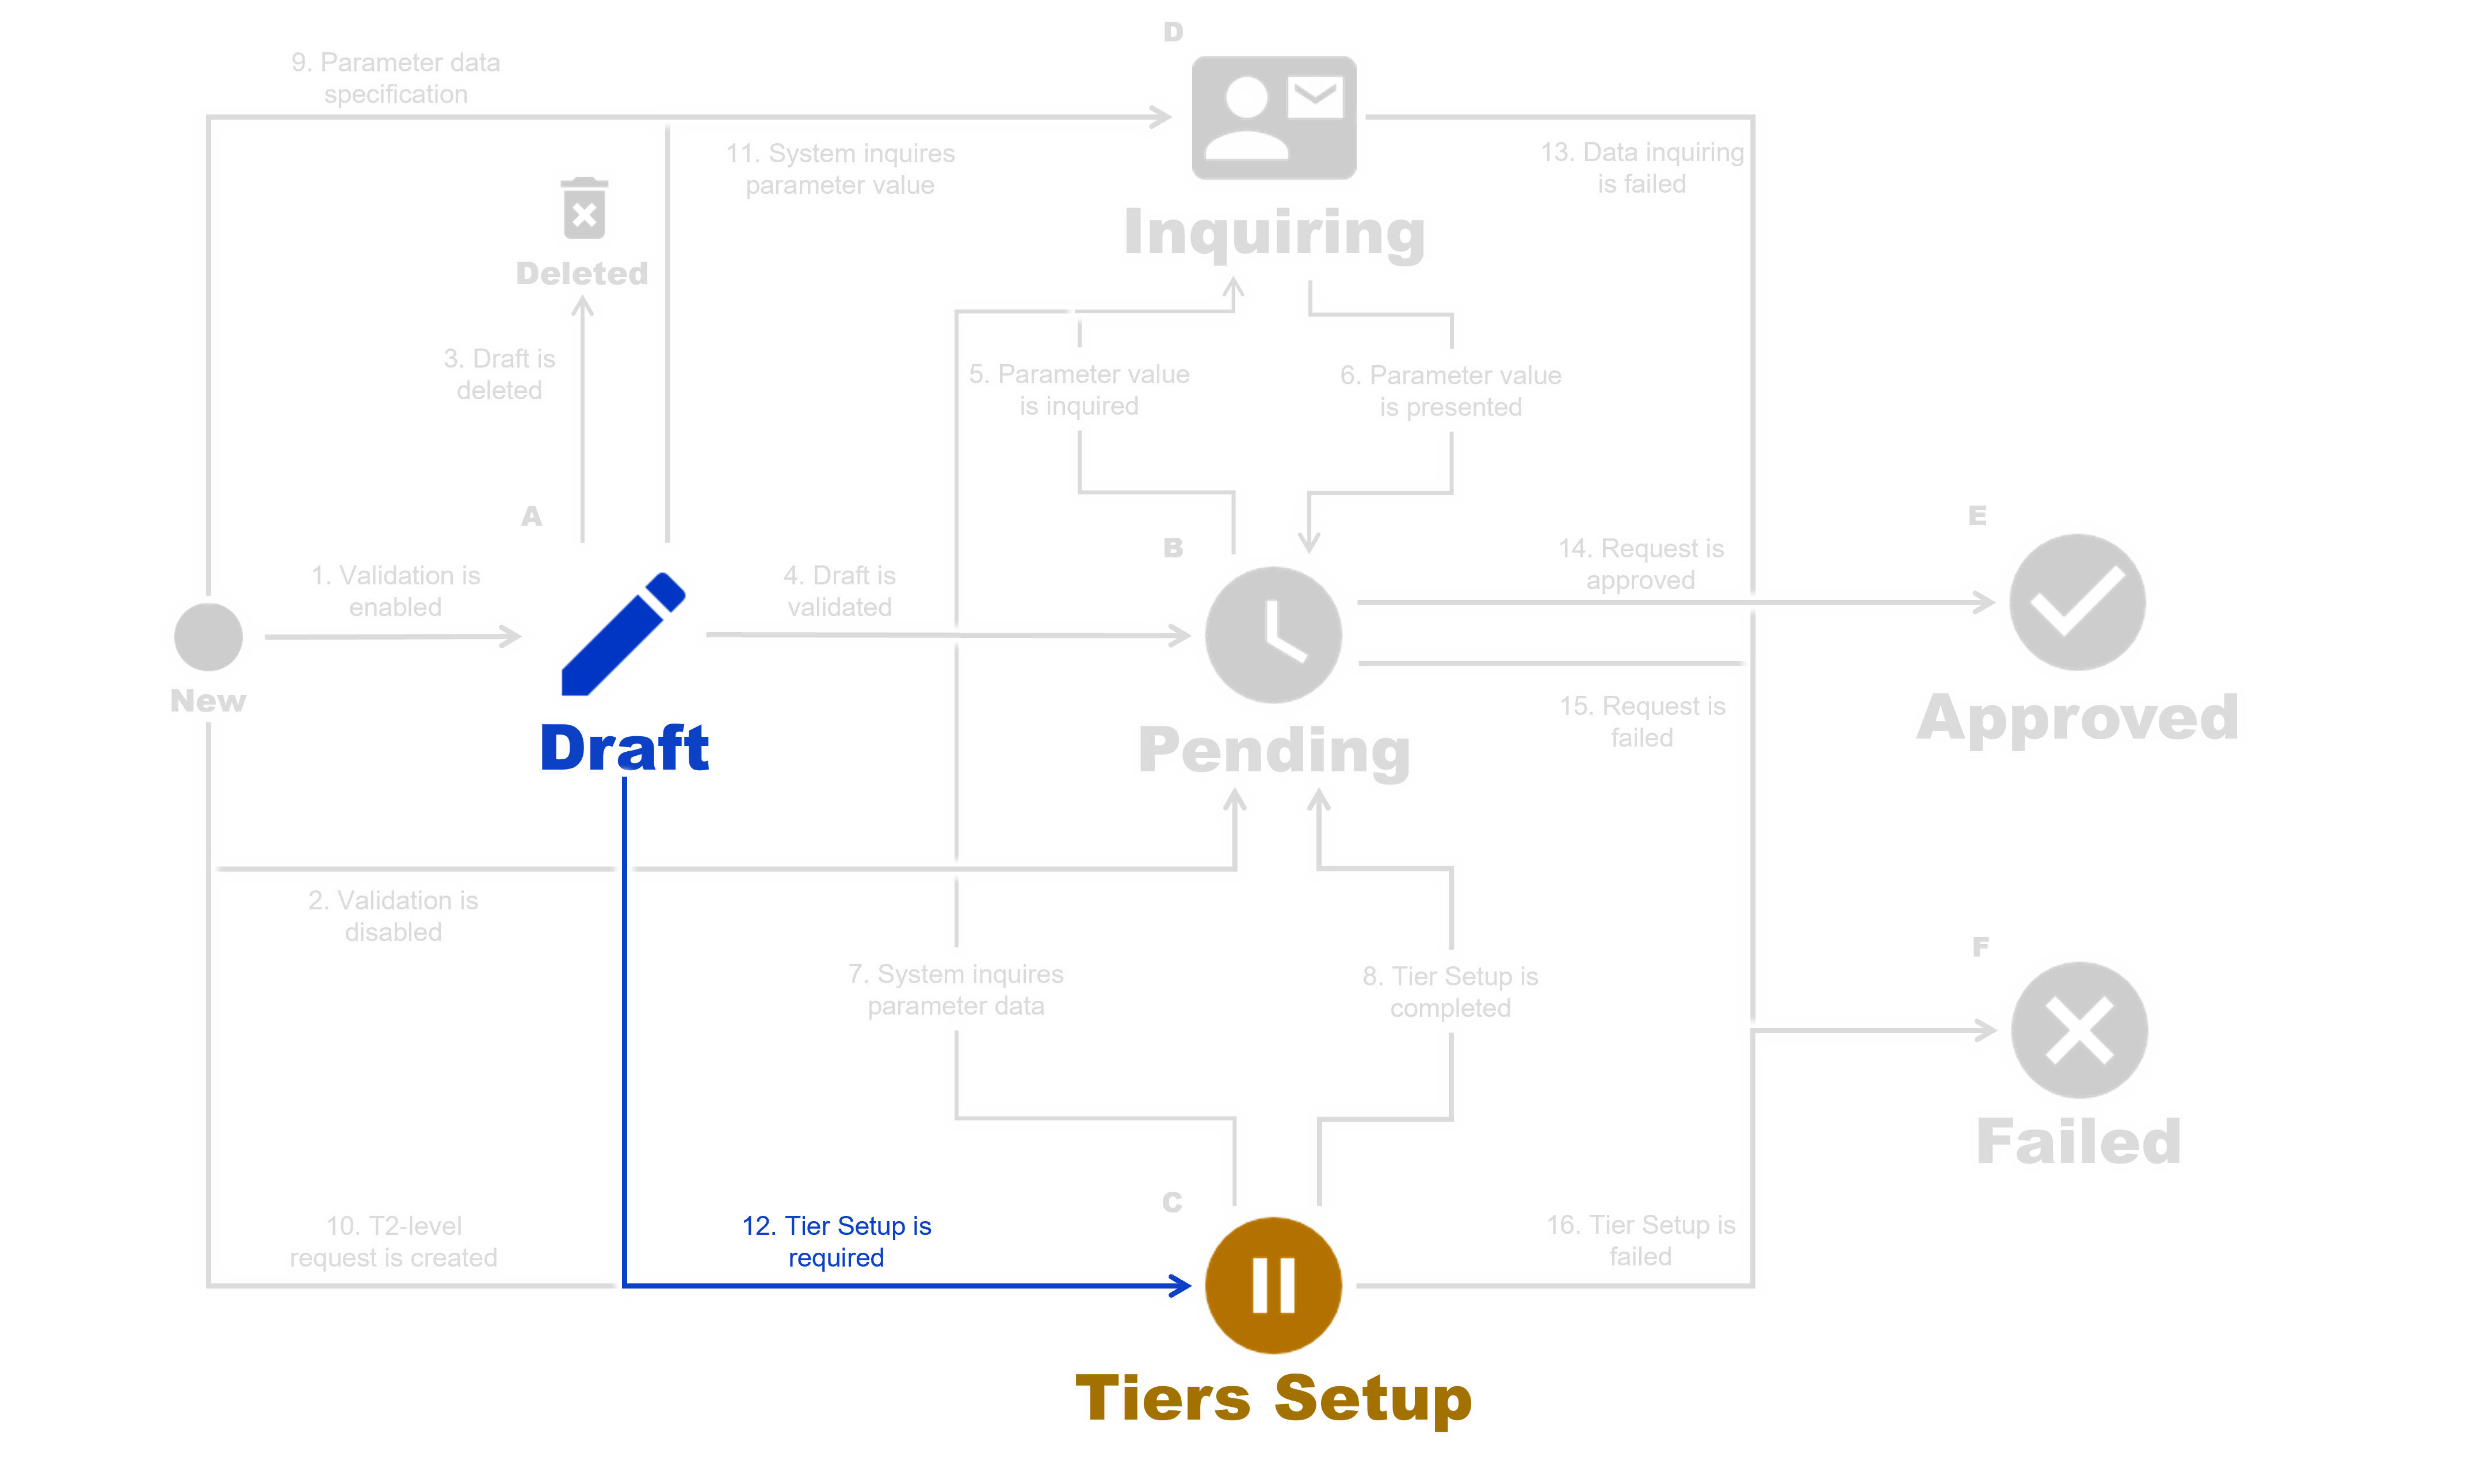 D
9. Parameter data
specification
11. System inquires
parameter value
13. Data inquiring
is failed
Inquiring
Deleted
3. Draft is
deleted
5. Parameter value
is inquired
6. Parameter value
is presented
A
B
E
1. Validation is
enabled
4. Draft is
validated
14. Request is
approved
New
Draft
Pending
15. Request is
failed
Approved
2. Validation is
disabled
7. System inquires
parameter data
8. Tier Setup is
completed
F
Failed
C
10. T2-level
request is created
12. Tier Setup is
required
16. Tier Setup is
failed
Tiers Setup